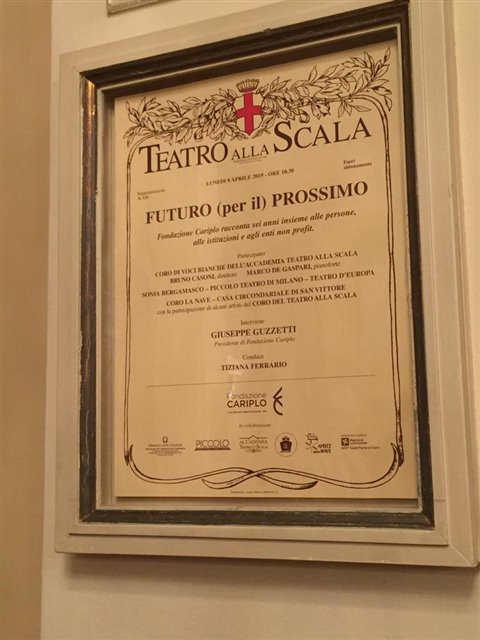 TEATRO ALLA SCALA
LUNEDÌ 8 APRILE 2019 - ORE 10.30
Fuori
abbonamento
FUTURO (per il) PROSSIMO
Fondazione Cariplo racconta sei anni insieme alle persone,
alle istituzioni e agli enti non profit.
Partecipano
CORO DI VOCI BIANCHE DELL'ACCADEMIA TEATRO ALLA SCALA
BRUNO CASONI, direttore MARCO DE GASPARI, pianoforte
SONIA BERGAMASCO – PICCOLO TEATRO DI MILANO – TEATRO D'EUROPA
CORO LA NAVE – CASA CIRCONDARIALE DI SAN VITTORE
con la partecipazione di alcuni artisti del CORO DEL TEATRO ALLA SCALA
Interviene
GIUSEPPE GUZZETTI
Presidente di Fondazione Cariplo
Conduce
TIZIANA FERRARIO
Fondazione
CARIPLO
In collaborazione
PICCOLO
ACCADEMIA
TEATRO ALLA SCALA